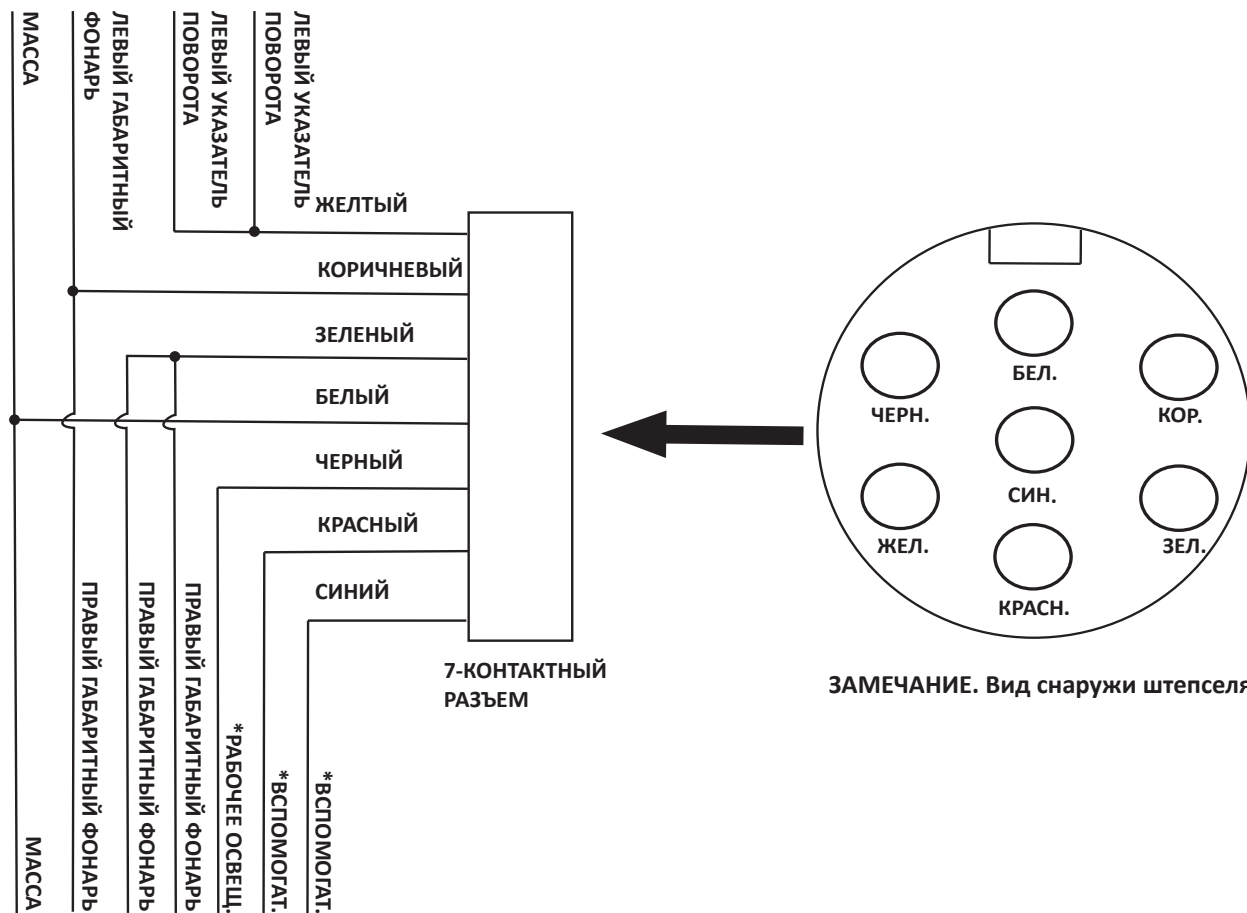 МАССА
ЛЕВЫЙ ГАБАРИТНЫЙ
ФОНАРЬ
ЛЕВЫЙ УКАЗАТЕЛЬ
ПОВОРОТА
ЛЕВЫЙ УКАЗАТЕЛЬ
ПОВОРОТА
ЖЕЛТЫЙ
КОРИЧНЕВЫЙ
ЗЕЛЕНЫЙ
БЕЛЫЙ
ЧЕРНЫЙ
КРАСНЫЙ
СИНИЙ
7-КОНТАКТНЫЙ
РАЗЪЕМ
МАССА
ПРАВЫЙ ГАБАРИТНЫЙ ФОНАРЬ
ПРАВЫЙ ГАБАРИТНЫЙ ФОНАРЬ
ПРАВЫЙ ГАБАРИТНЫЙ ФОНАРЬ
*РАБОЧЕЕ ОСВЕЩ.
*ВСПОМОГАТ.
*ВСПОМОГАТ.
БЕЛ.
ЧЕРН.
КОР.
СИН.
ЖЕЛ.
ЗЕЛ.
КРАСН.
ЗАМЕЧАНИЕ. Вид снаружи штепселя